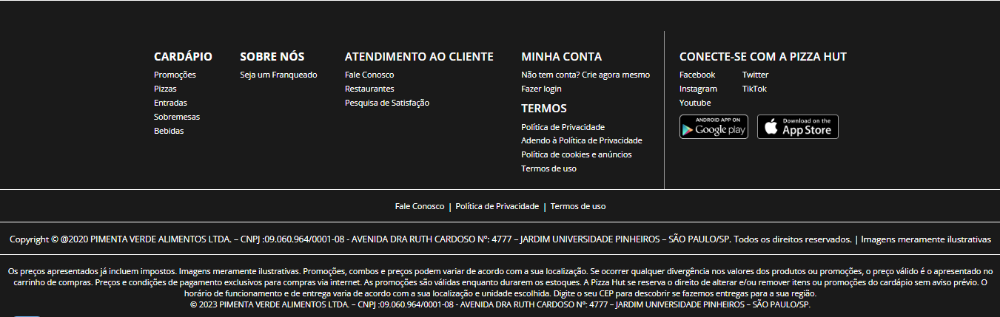 CARDÁPIO
Promoções
Pizzas
Entradas
Sobremesas
Bebidas
SOBRE NÓS
Seja um Franqueado
ATENDIMENTO AO CLIENTE
Fale Conosco
Restaurantes
Pesquisa de Satisfação
MINHA CONTA
Não tem conta? Crie agora mesmo
Fazer login
TERMOS
Política de Privacidade
Adendo à Política de Privacidade
Política de cookies e anúncios
Termos de uso
CONECTE-SE COM A PIZZA HUT
Facebook
Twitter
Instagram
TikTok
Youtube
ANDROID APP ON
Google play
Download on the
App Store
Fale Conosco | Política de Privacidade | Termos de uso
Copyright © @2020 PIMENTA VERDE ALIMENTOS LTDA. – CNPJ :09.060.964/0001-08 - AVENIDA DRA RUTH CARDOSO Nº: 4777 – JARDIM UNIVERSIDADE PINHEIROS – SÃO PAULO/SP. Todos os direitos reservados. | Imagens meramente ilustrativas
Os preços apresentados já incluem impostos. Imagens meramente ilustrativas. Promoções, combos e preços podem variar de acordo com a sua localização. Se ocorrer qualquer divergência nos valores dos produtos ou promoções, o preço válido é o apresentado no
carrinho de compras. Preços e condições de pagamento exclusivos para compras via internet. As promoções são válidas enquanto durarem os estoques. A Pizza Hut se reserva o direito de alterar e/ou remover itens ou promoções do cardápio sem aviso prévio. O
horário de funcionamento e de entrega varia de acordo com a sua localização e unidade escolhida. Digite o seu CEP para descobrir se fazemos entregas para a sua região.
© 2023 PIMENTA VERDE ALIMENTOS LTDA. – CNPJ :09.060.964/0001-08 - AVENIDA DRA RUTH CARDOSO Nº: 4777 – JARDIM UNIVERSIDADE PINHEIROS – SÃO PAULO/SP.